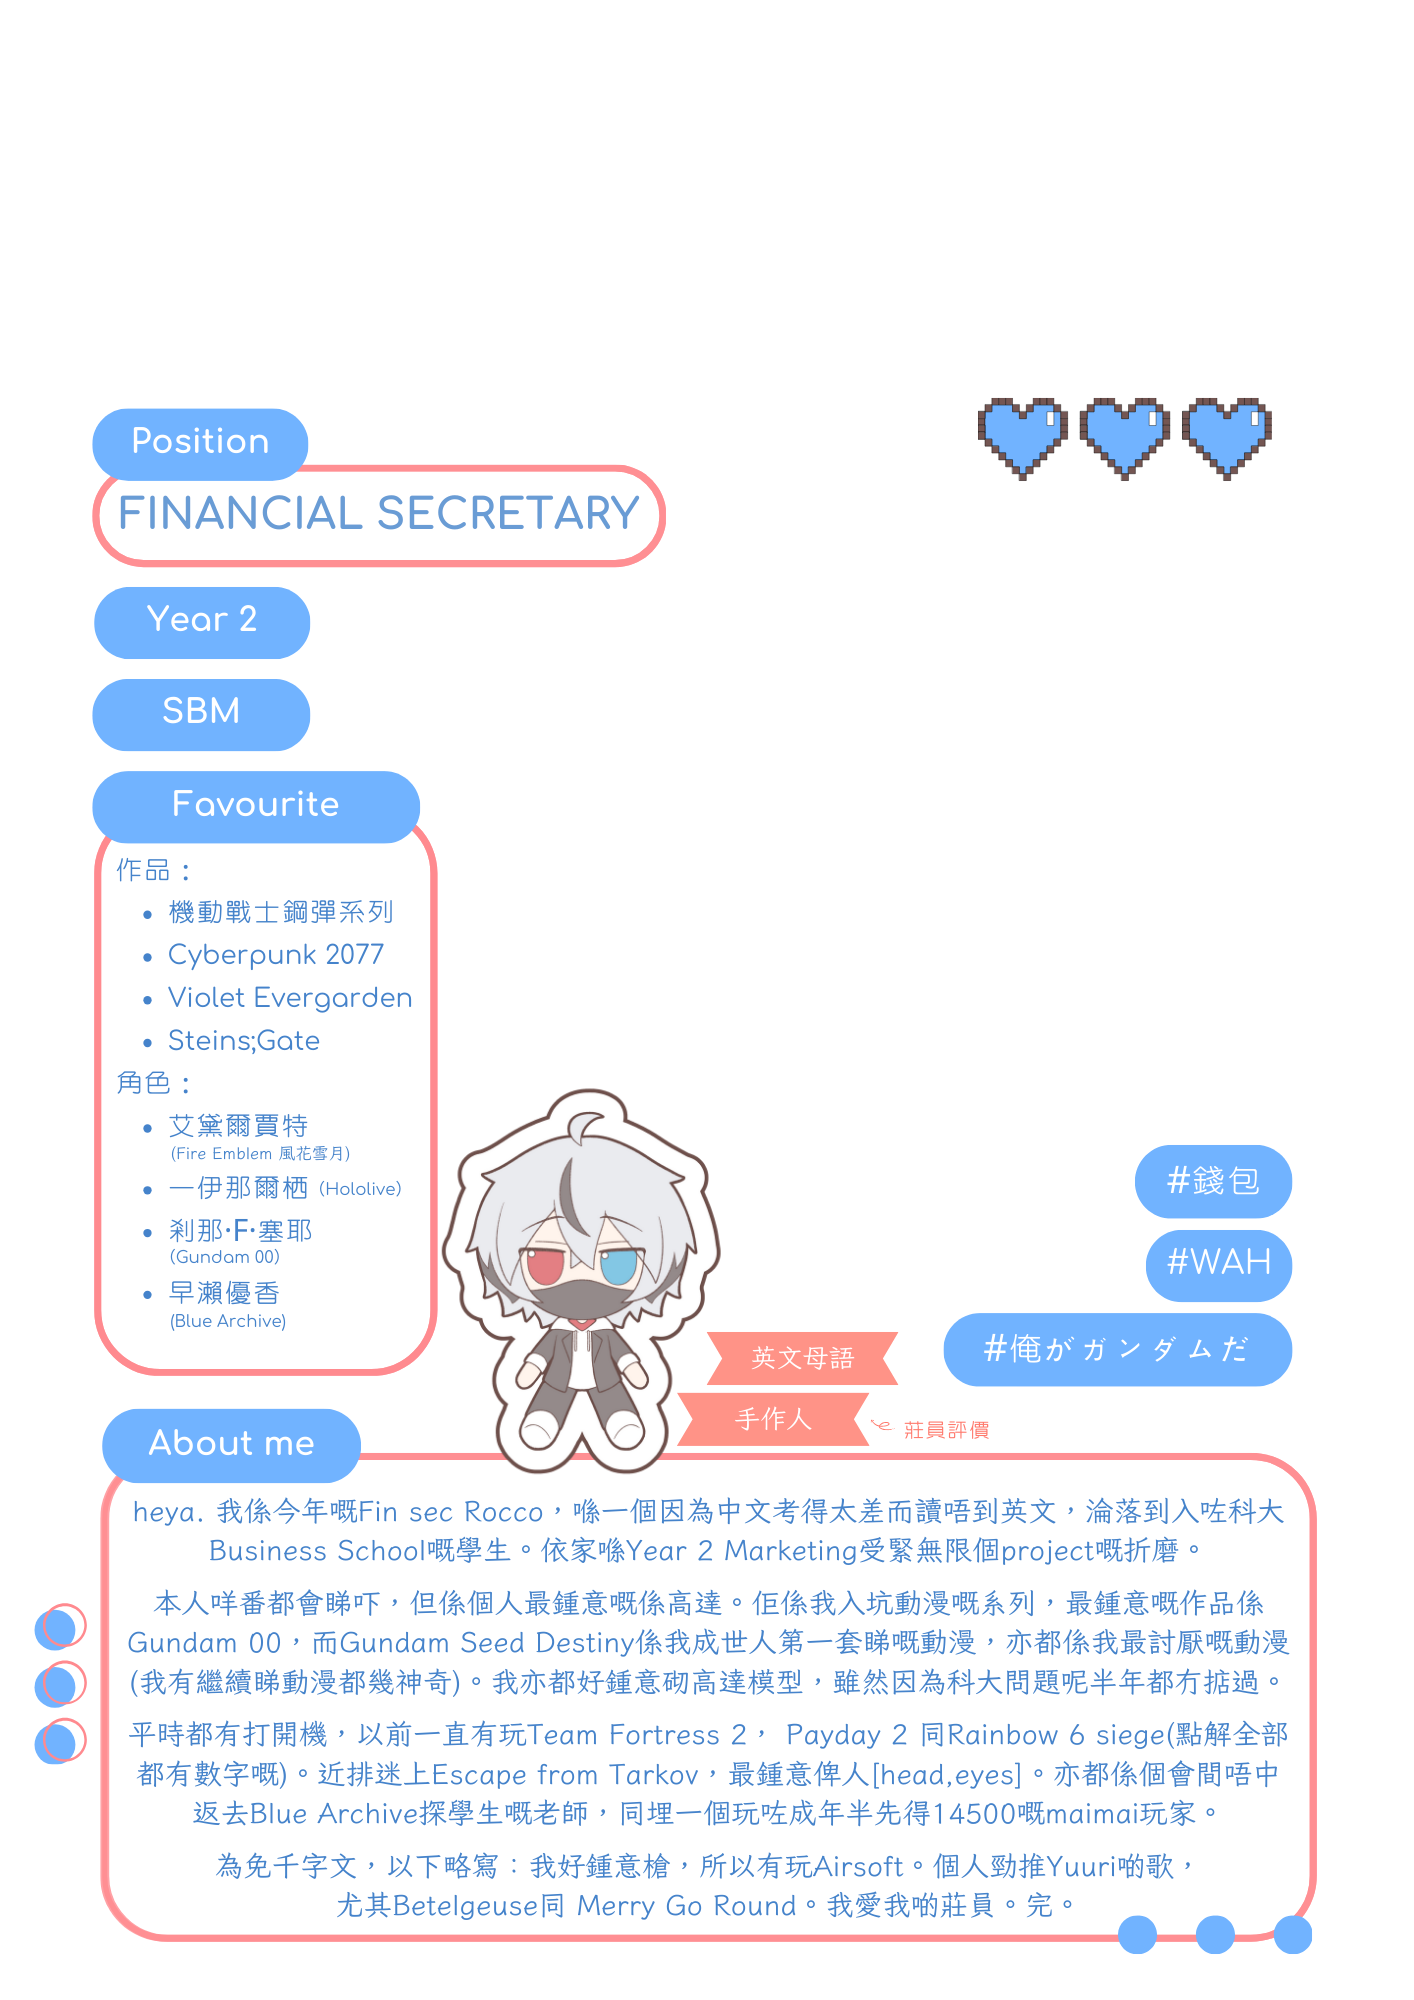 Position
FINANCIAL SECRETARY
Year 2
SBM
Favourite
作品：
機動戰士鋼彈系列
Cyberpunk 2077
Violet Evergarden
Steins;Gate
角色：
艾黛爾賈特
(Fire Emblem 風花雪月)
一伊那爾栖 (Hololive)
剎那·F·塞耶
(Gundam 00)
早瀨優香
(Blue Archive)
#錢包
#WAH
#俺がガンダムだ
英文母語
手作人
莊員評價
About me
heya. 我係今年嘅Fin sec Rocco，喺一個因為中文考得太差而讀唔到英文，淪落到入咗科大
Business School嘅學生。依家喺Year 2 Marketing受緊無限個project嘅折磨。
本人咩番都會睇吓，但係個人最鍾意嘅係高達。佢係我入坑動漫嘅系列，最鍾意嘅作品係
Gundam 00，而Gundam Seed Destiny係我成世人第一套睇嘅動漫，亦都係我最討厭嘅動漫
(我有繼續睇動漫都幾神奇)。我亦都好鍾意砌高達模型，雖然因為科大問題呢半年都冇掂過。
平時都有打開機，以前一直有玩Team Fortress 2， Payday 2 同Rainbow 6 siege(點解全部
都有數字嘅)。近排迷上Escape from Tarkov，最鍾意俾人[head,eyes]。亦都係個會間唔中
返去Blue Archive探學生嘅老師，同埋一個玩咗成年半先得14500嘅maimai玩家。
為免千字文，以下略寫：我好鍾意槍，所以有玩Airsoft。個人勁推Yuuri啲歌，
尤其Betelgeuse同 Merry Go Round。我愛我啲莊員。完。